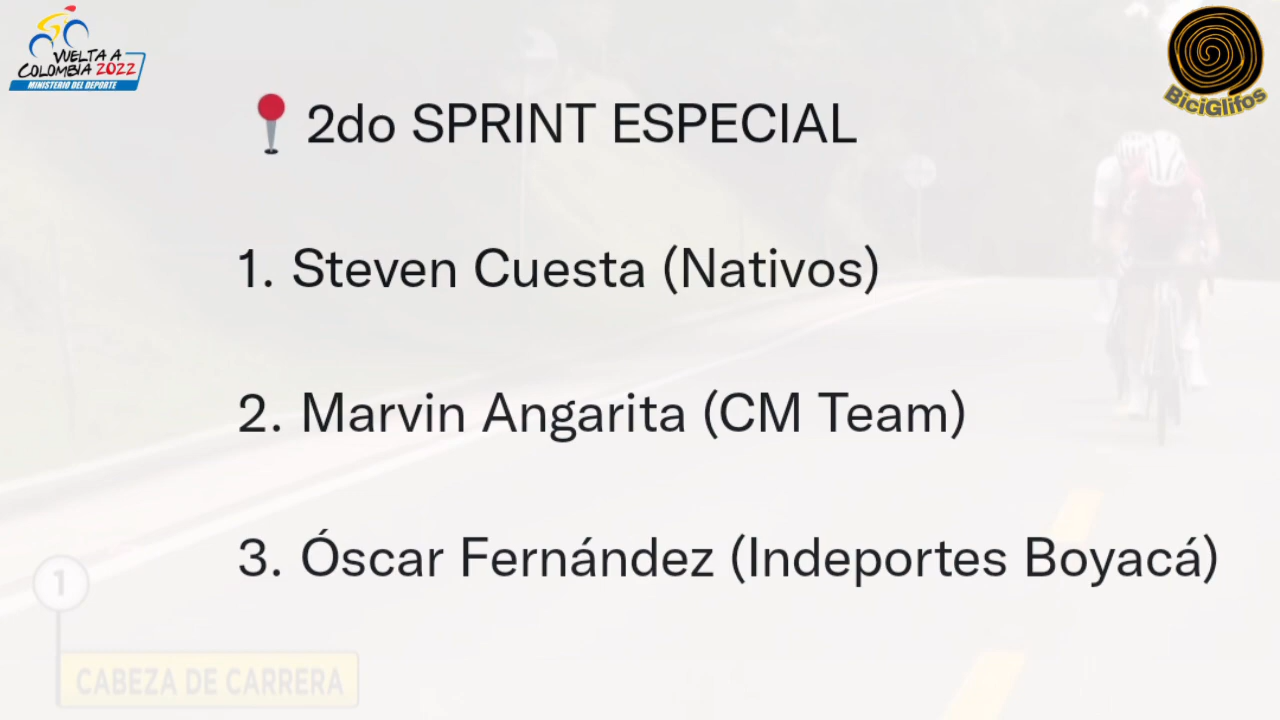 VUELTA A
COLOMBIA 2022
MINISTERIO DEL DEPORTE
BiciGlifos
2do SPRINT ESPECIAL
1. Steven Cuesta (Nativos)
2. Marvin Angarita (CM Team)
3. Óscar Fernández (Indeportes Boyacá)
1
CABEZA DE CARRERA